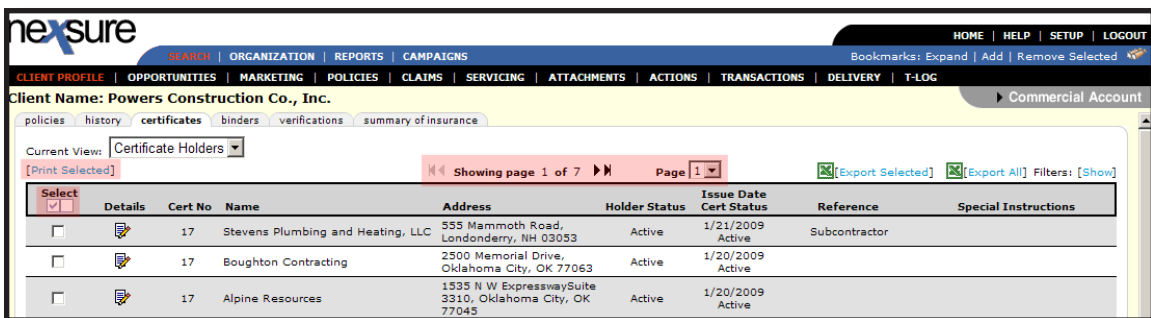 nexsure
HOME | HELP | SETUP | LOGOUT
SEARCH | ORGANIZATION | REPORTS | CAMPAIGNS
Bookmarks: Expand | Add | Remove Selected
CLIENT PROFILE | OPPORTUNITIES | MARKETING | POLICIES | CLAIMS | SERVICING | ATTACHMENTS | ACTIONS | TRANSACTIONS | DELIVERY | T-LOG
Client Name: Powers Construction Co., Inc.
Commercial Account
policies history certificates binders verifications summary of insurance
Current View: Certificate Holders
[Print Selected] Showing page 1 of 7 Page 1 [Export Selected] [Export All] Filters: [Show]
Select Details Cert No Name Address Holder Status Issue Date Cert Status Reference Special Instructions
17 Stevens Plumbing and Heating, LLC 555 Mammoth Road, Londonderry, NH 03053 Active 1/21/2009 Active Subcontractor
17 Boughton Contracting 2500 Memorial Drive, Oklahoma City, OK 77063 Active 1/20/2009 Active
17 Alpine Resources 1535 N W ExpresswaySuite 3310, Oklahoma City, OK 77045 Active 1/20/2009 Active